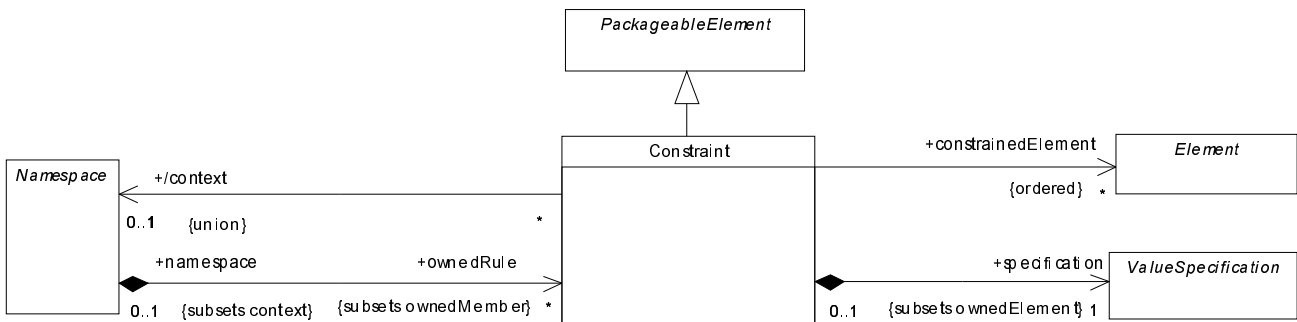 PackageableElement
Constraint
+constrainedElement
Element
Namespace
+/context
{ordered}
*
0..1
{union}
*
+namespace
+ownedRule
+specification
ValueSpecification
0..1
{subsets context}
{subsets ownedMember}
*
0..1
{subsets ownedElement}
1